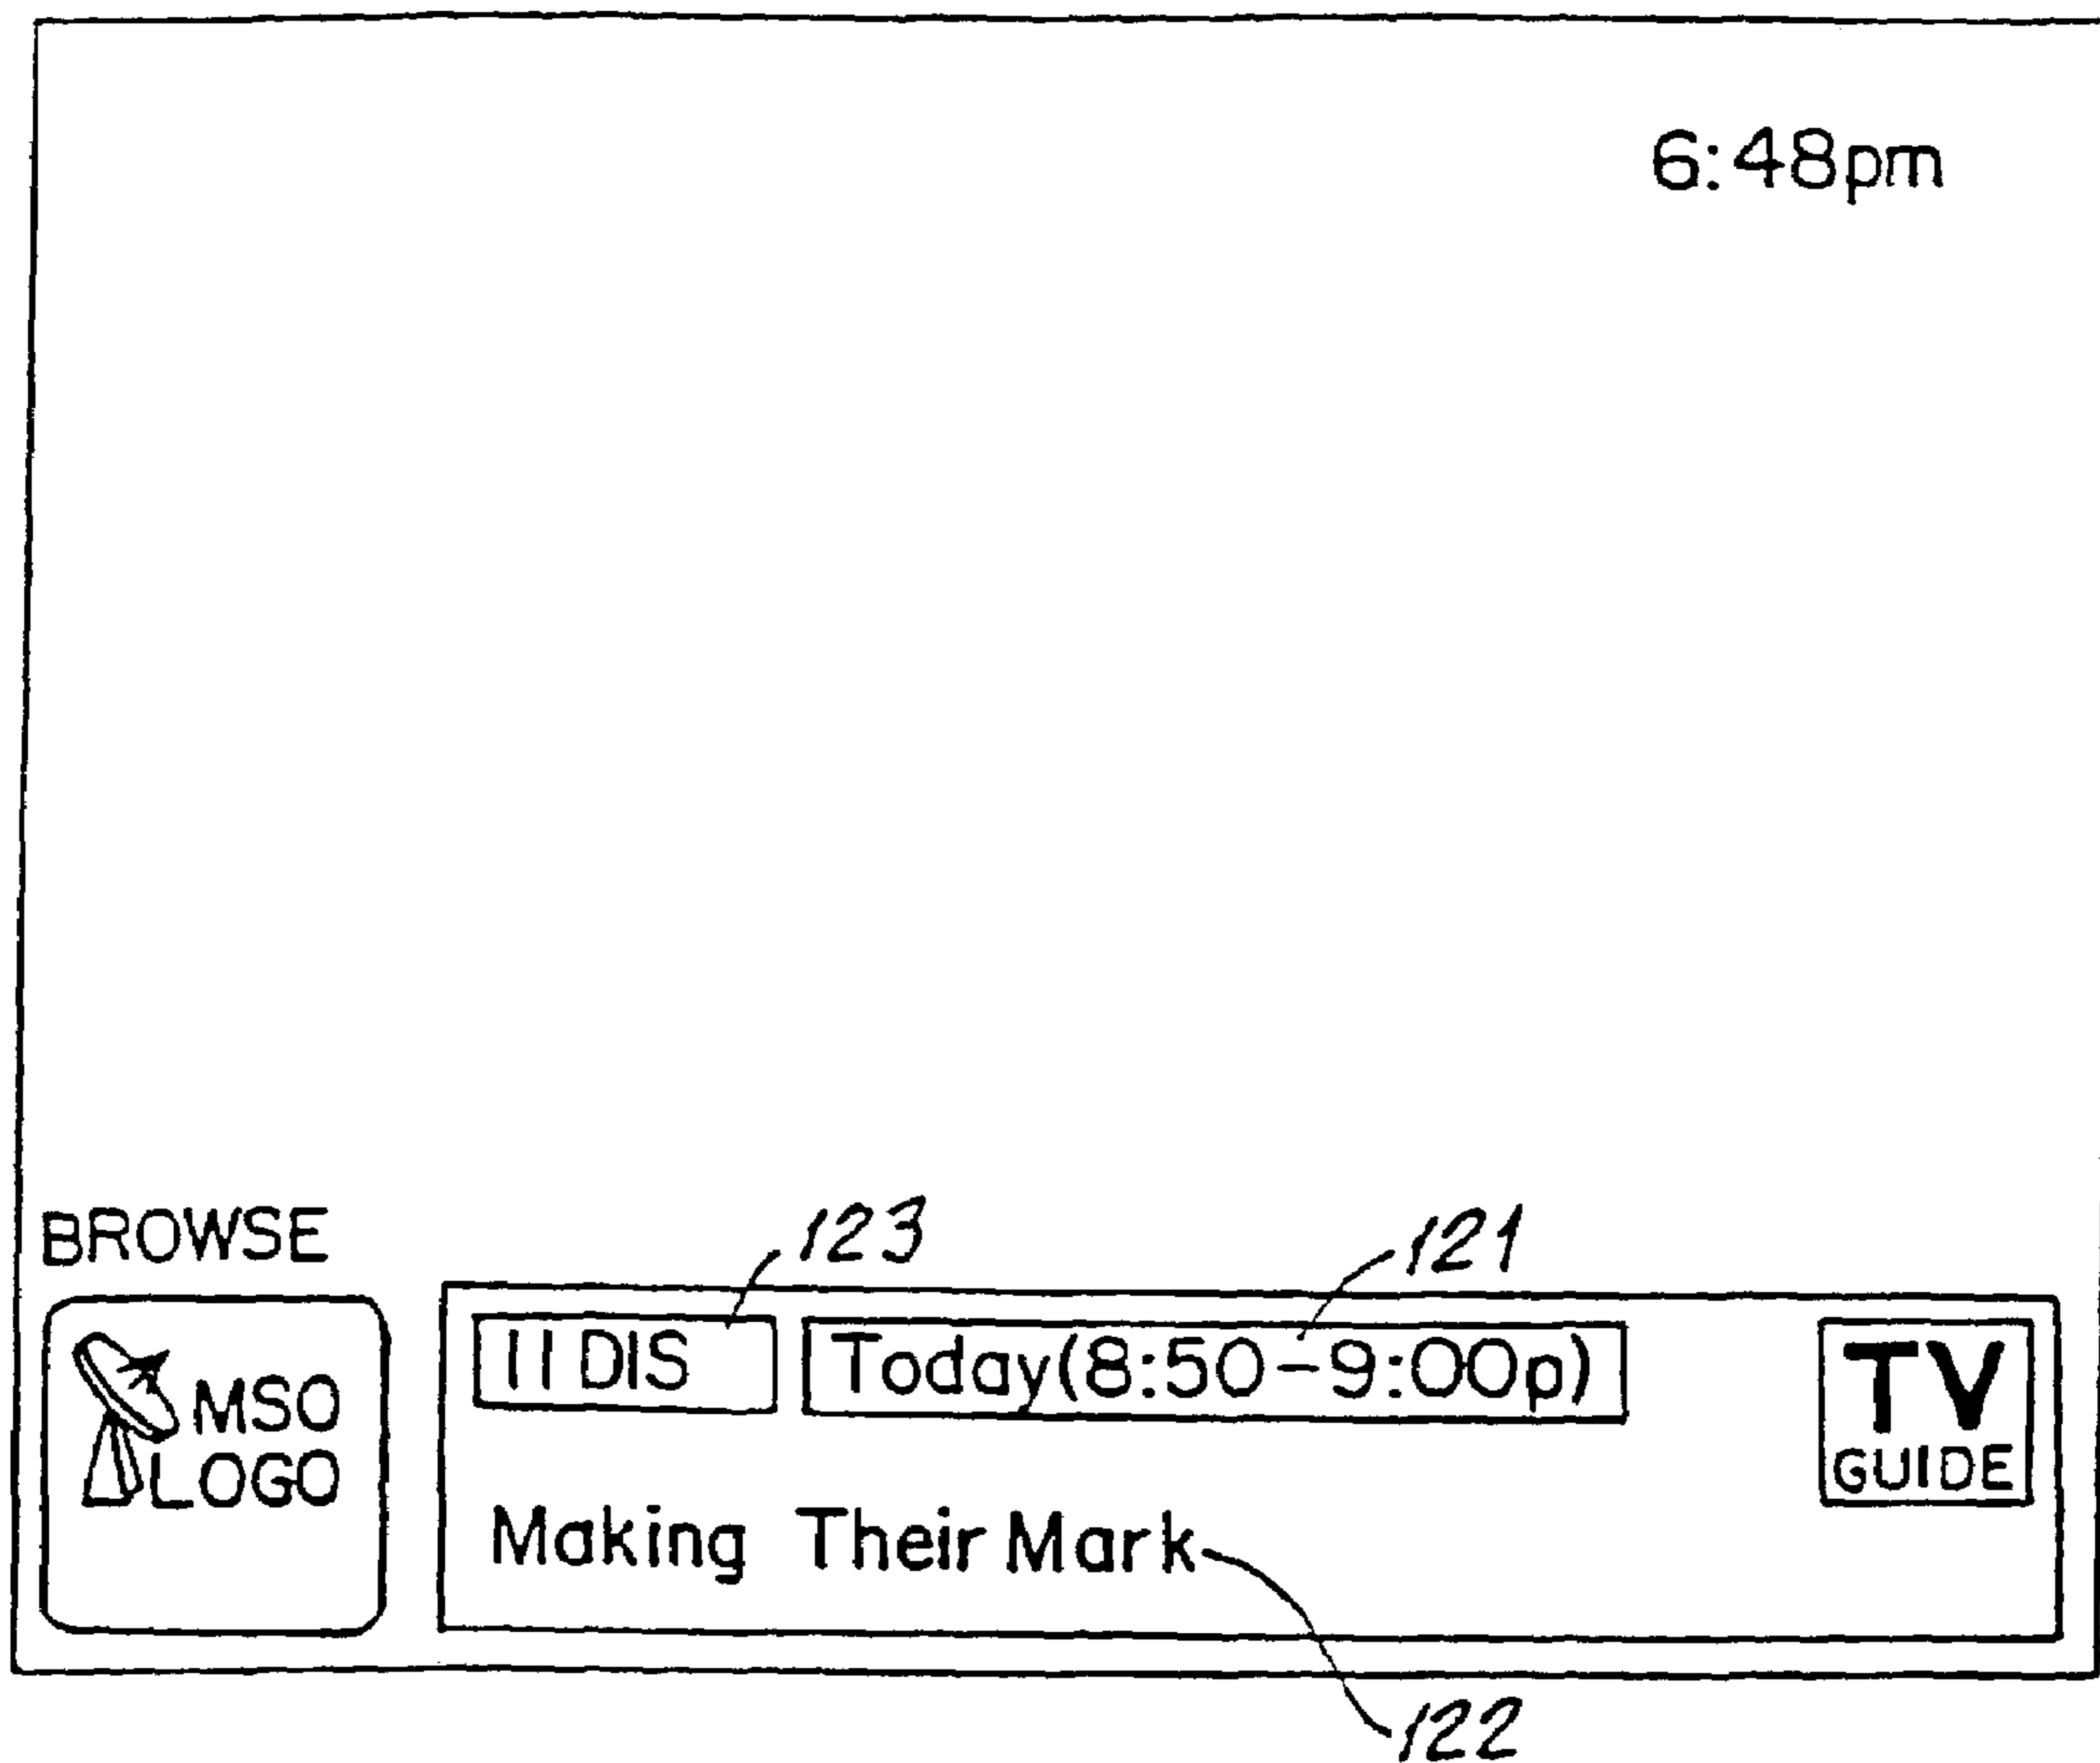 6:48pm
BROWSE
123
121
11 DIS
Today(8:50-9:00p)
TV
GUIDE
MSO
LOGO
Making Their Mark
122